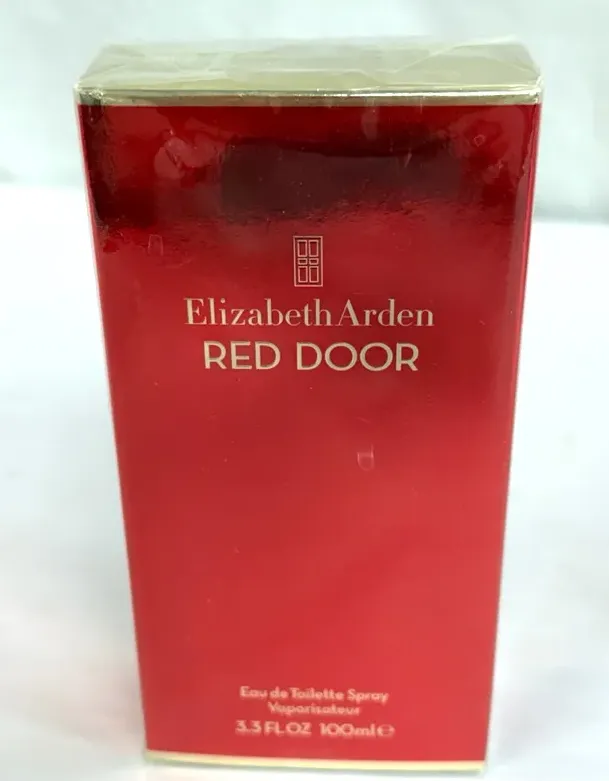 Elizabeth Arden
RED DOOR
Eau de Toilette Spray
Vaporisateur
3.3 FL OZ 100ml ℮